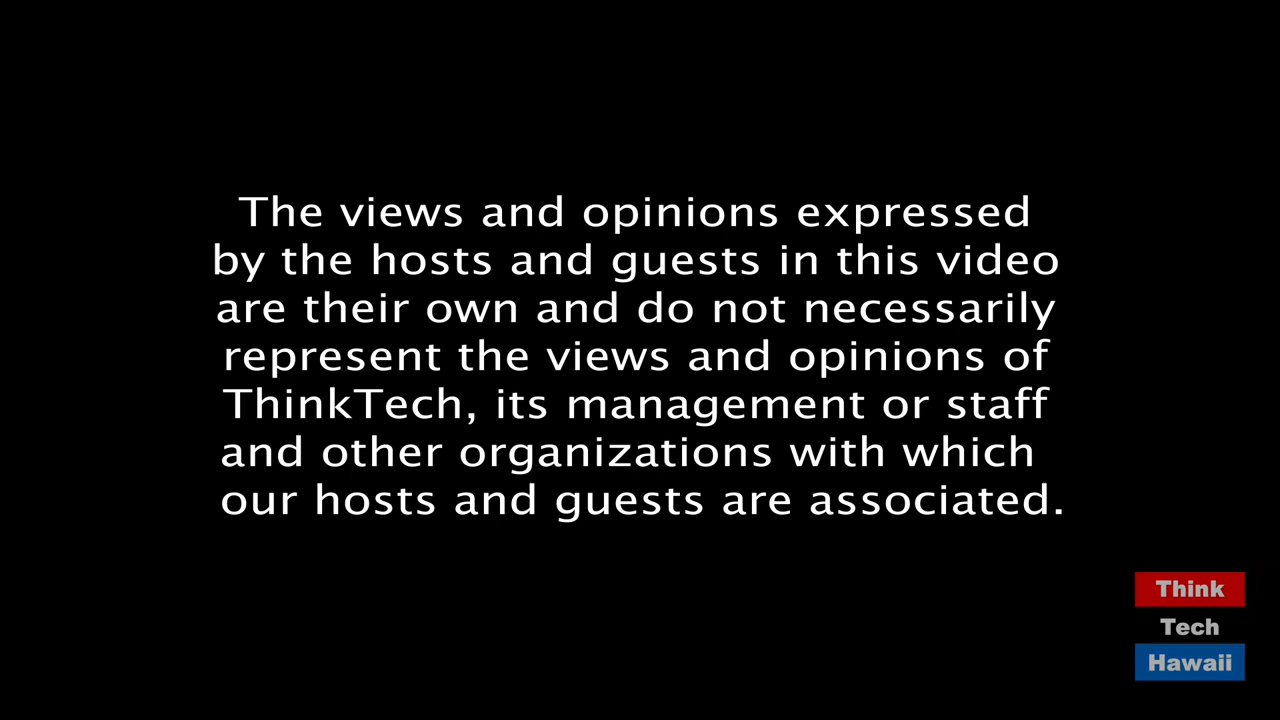 The views and opinions expressed
by the hosts and guests in this video
are their own and do not necessarily
represent the views and opinions of
ThinkTech, its management or staff
and other organizations with which
our hosts and guests are associated.
Think
Tech
Hawaii